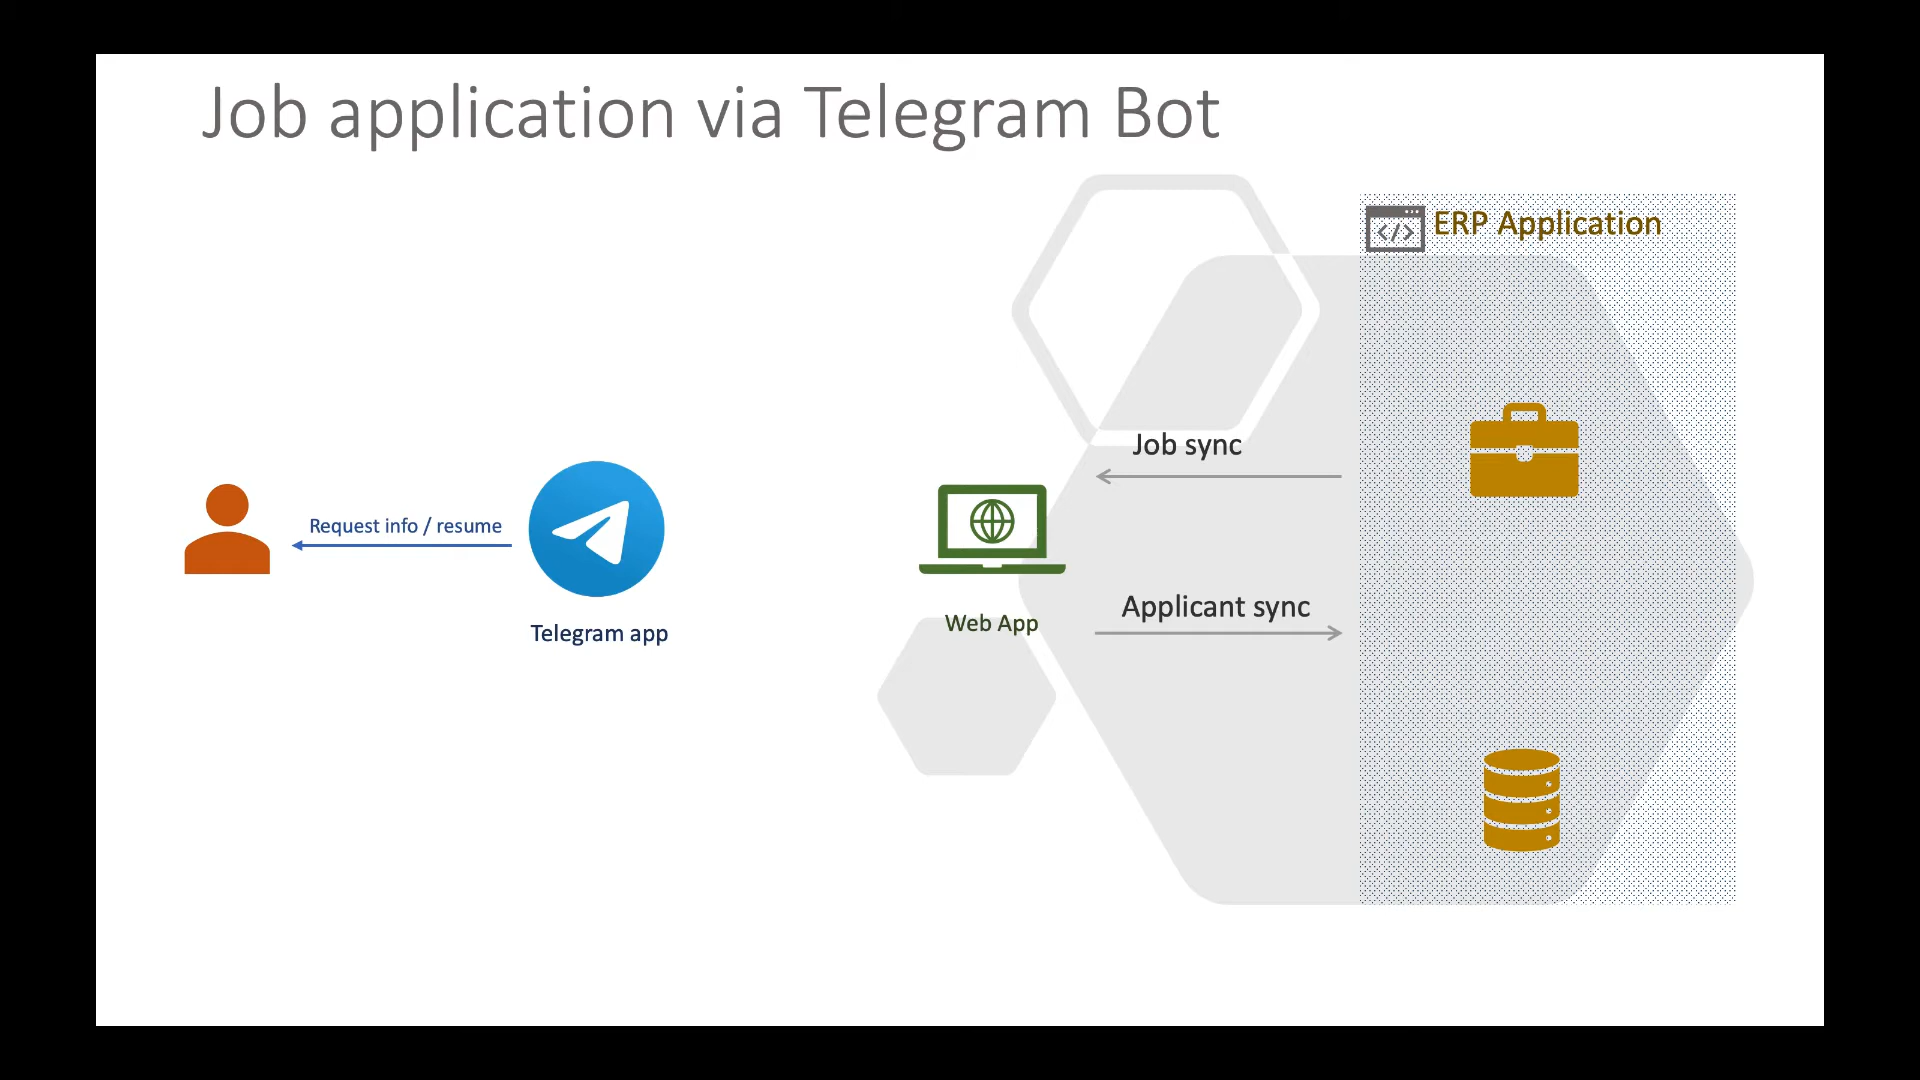 Job application via Telegram Bot
</> ERP Application
Job sync
Request info / resume
Applicant sync
Web App
Telegram app